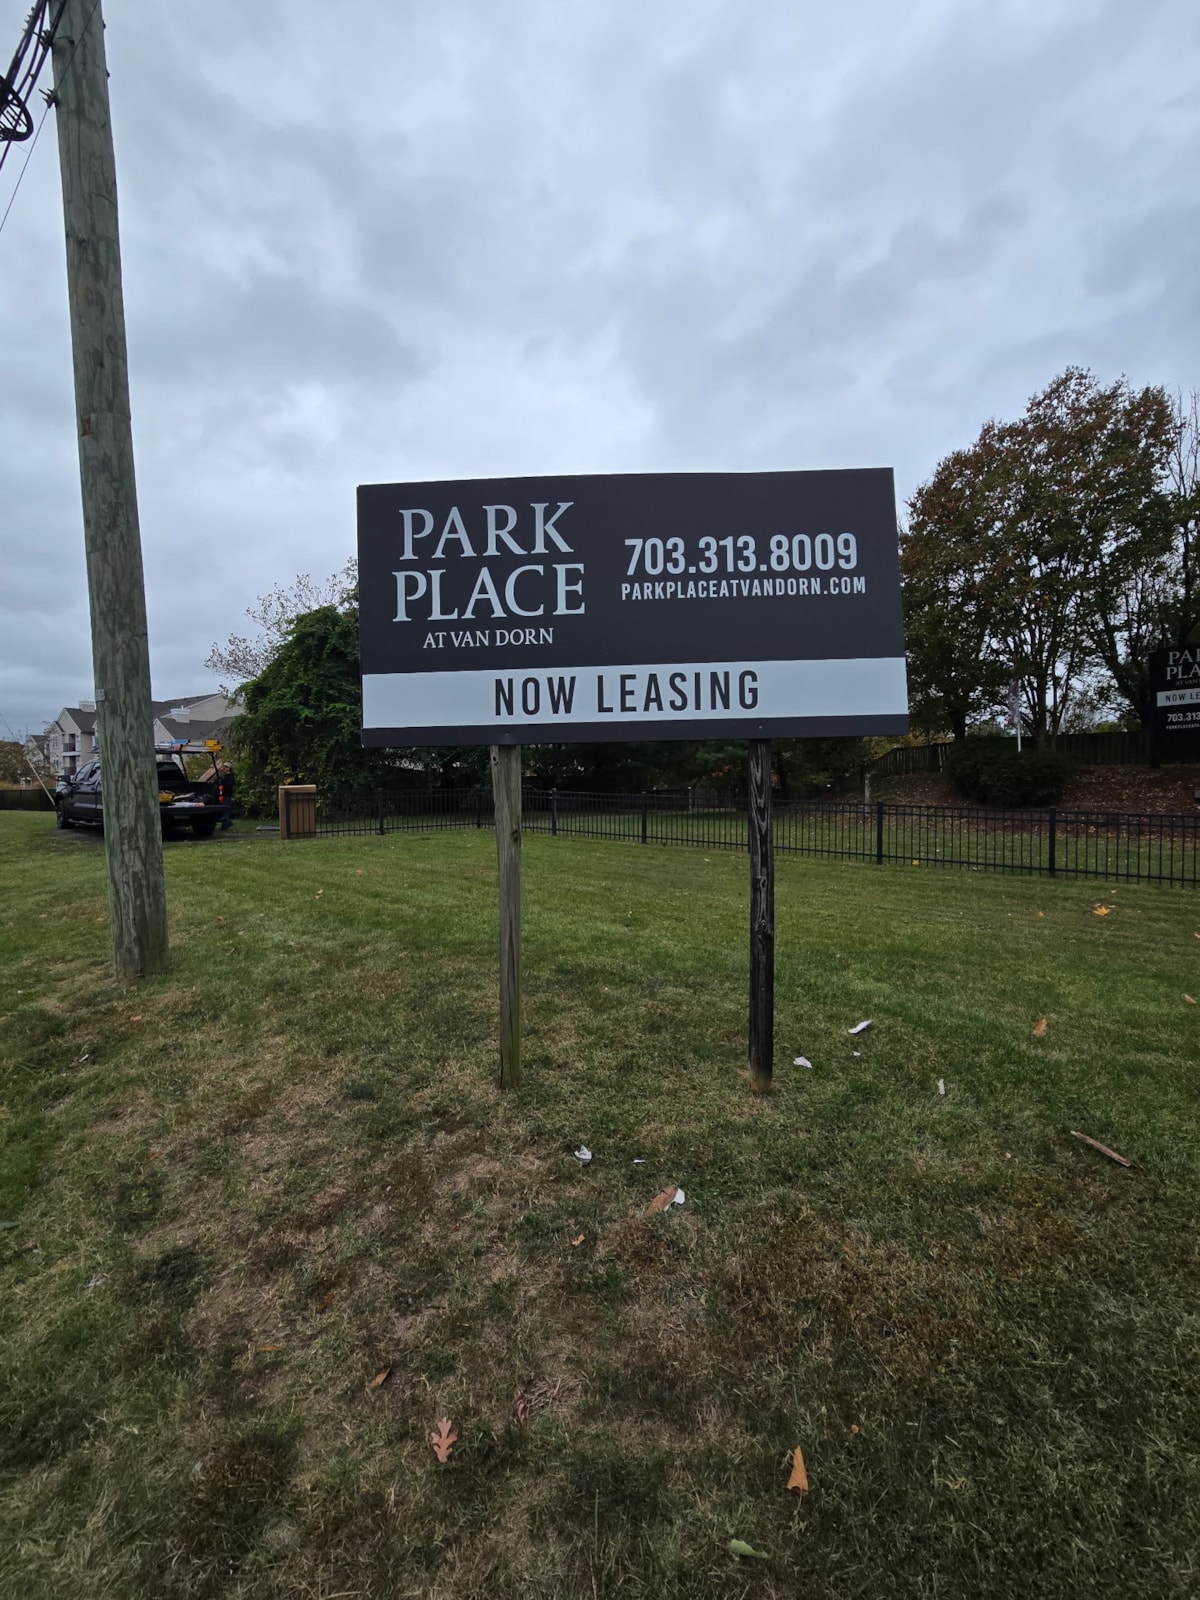 PARK
PLACE
AT VAN DORN
703.313.8009
PARKPLACEATVANDORN.COM
NOW LEASING